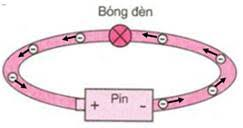 Bóng đèn
Pin
+ -